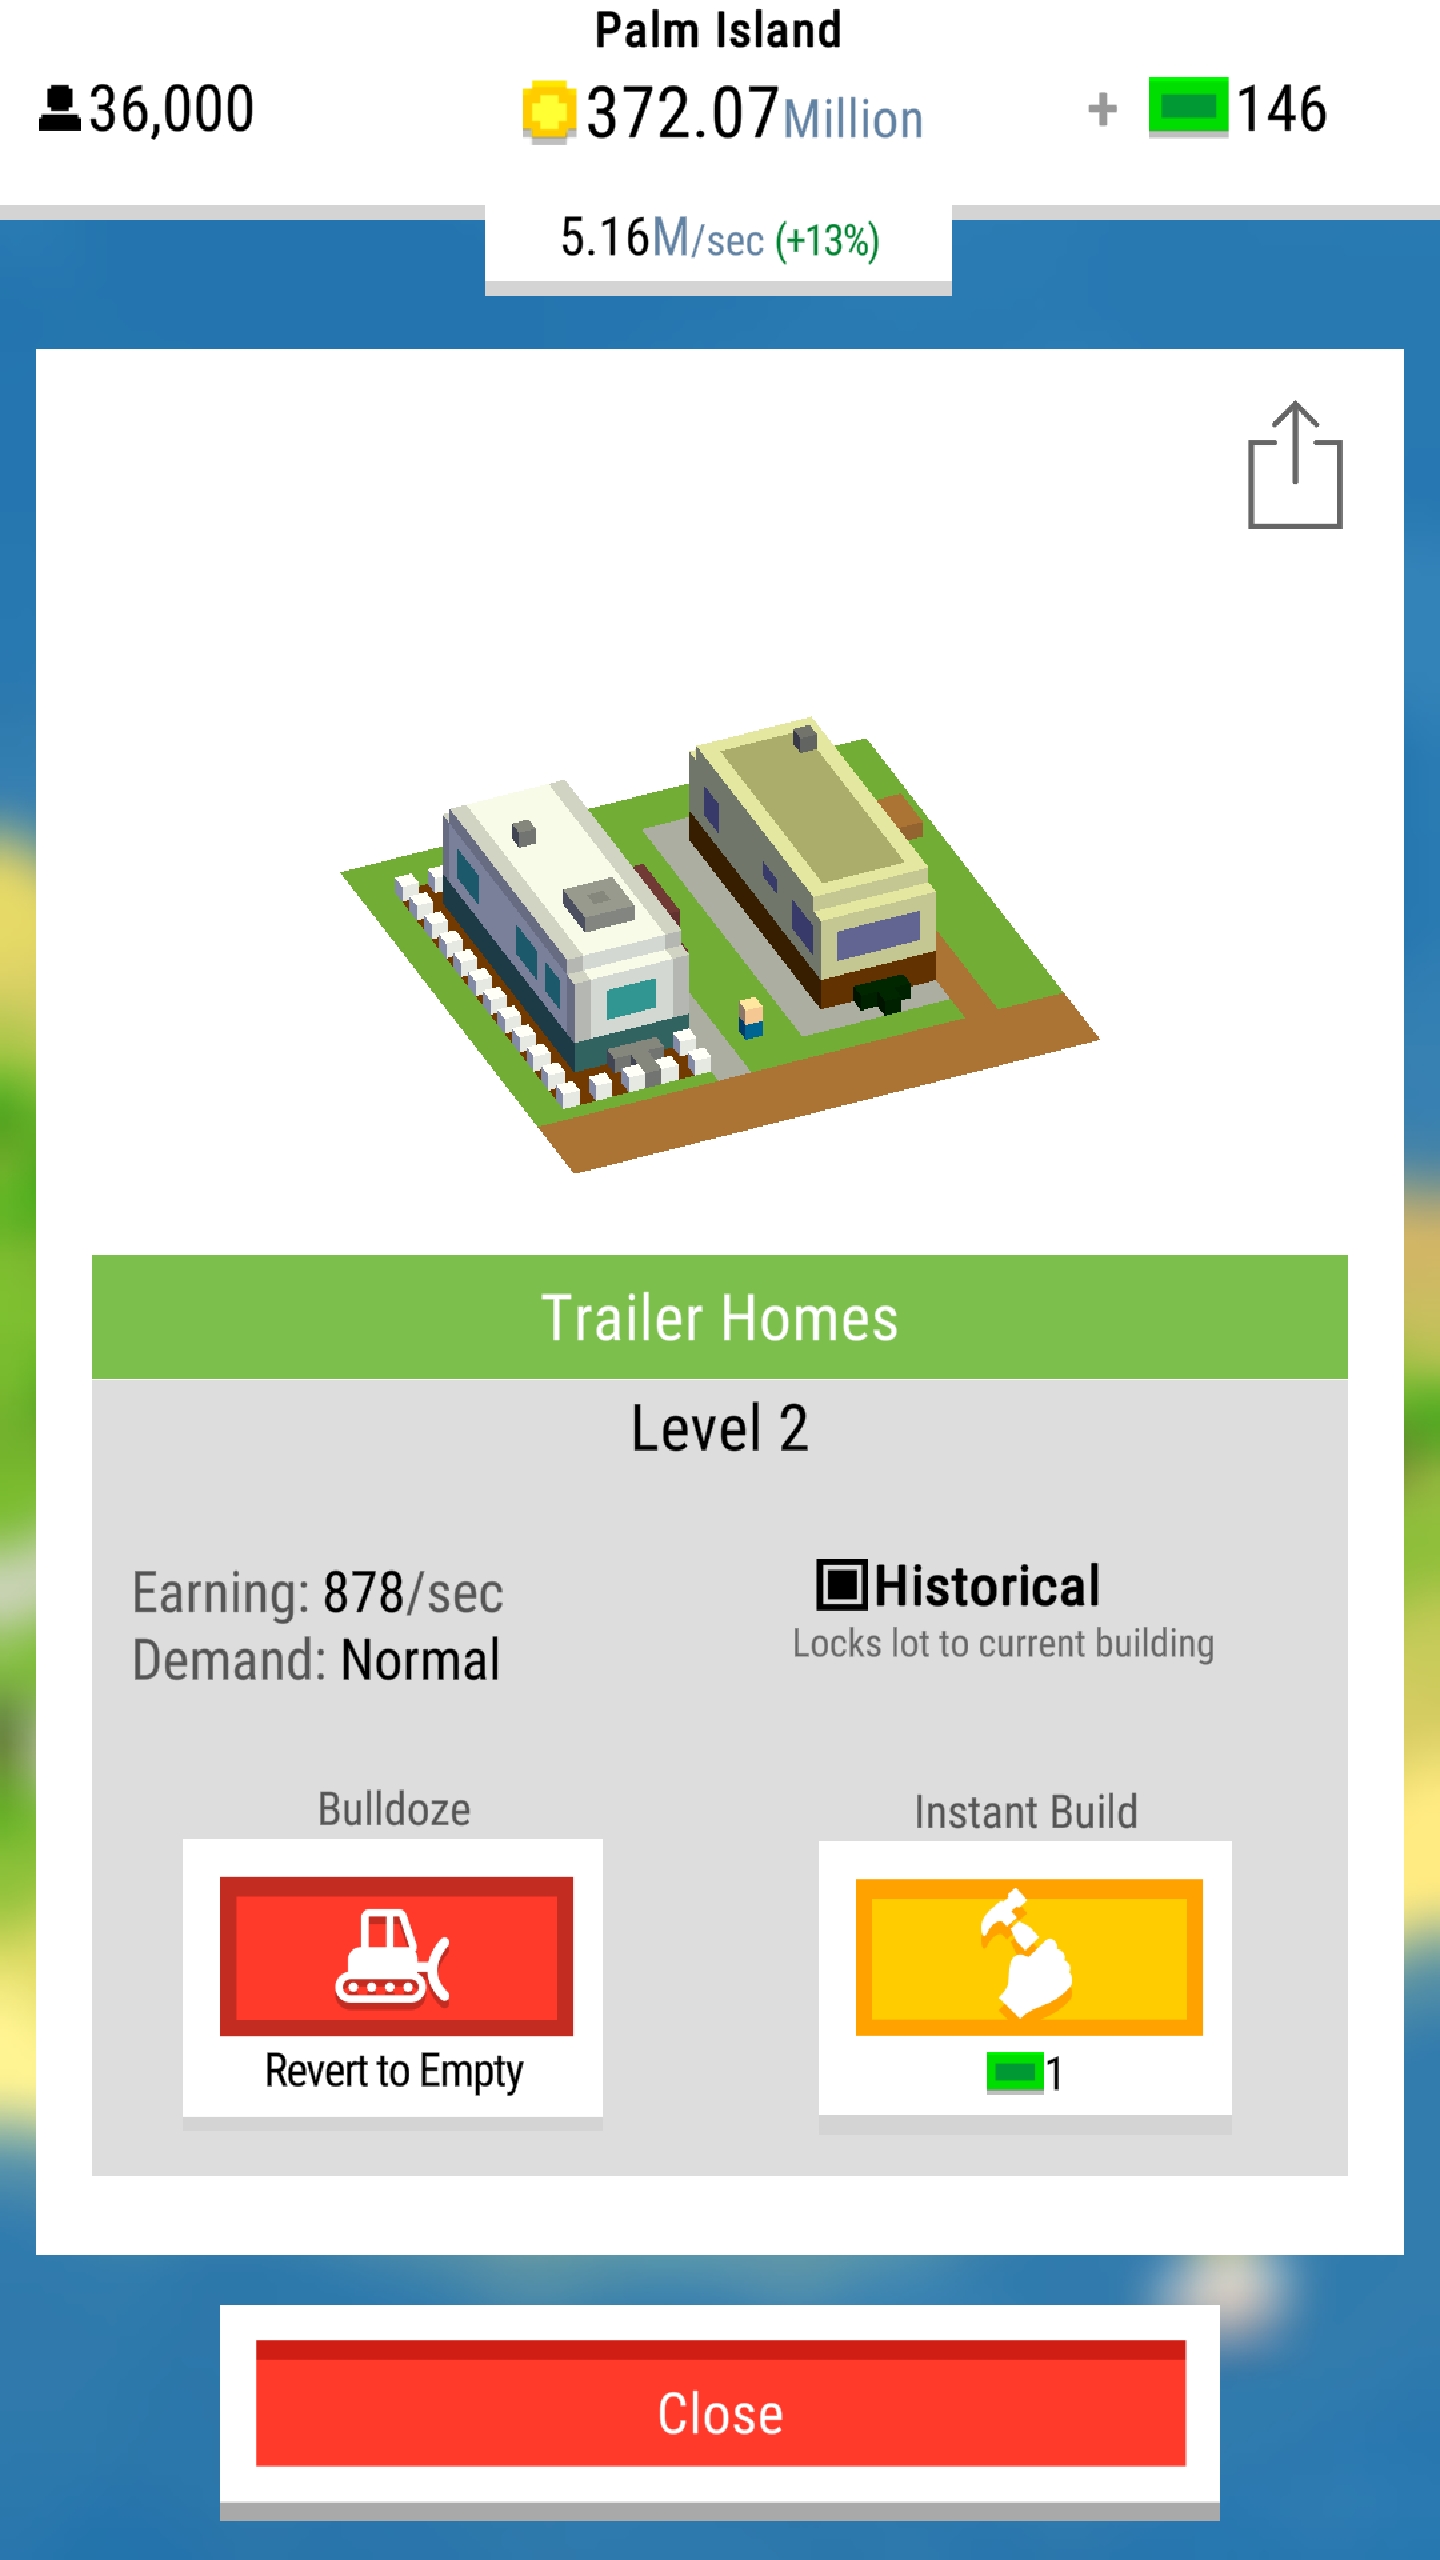 Palm Island
36,000
372.07Million
+ 146
5.16M/sec (+13%)
Trailer Homes
Level 2
Earning: 878/sec
Demand: Normal
Historical
Locks lot to current building
Bulldoze
Revert to Empty
Instant Build
1
Close